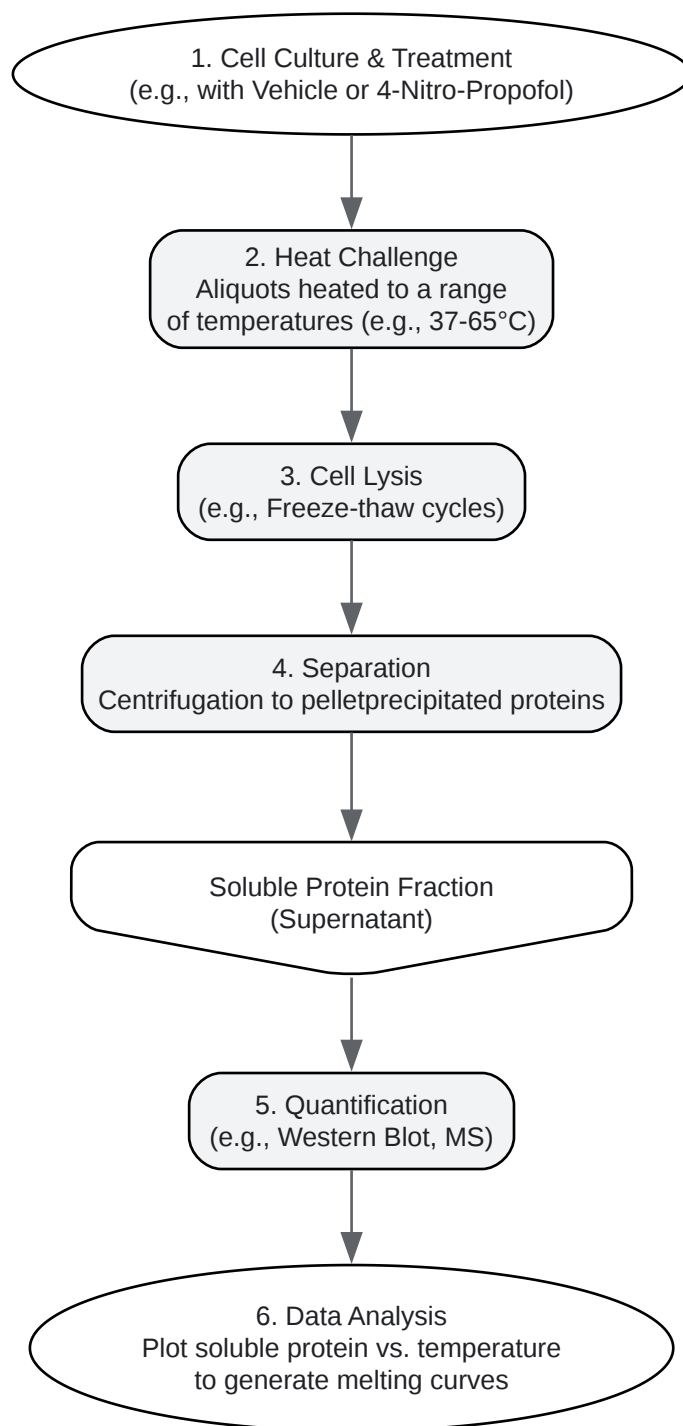 1. Cell Culture & Treatment
(e.g., with Vehicle or 4-Nitro-Propofol)
2. Heat Challenge
Aliquots heated to a range
of temperatures (e.g., 37-65°C)
3. Cell Lysis
(e.g., Freeze-thaw cycles)
4. Separation
Centrifugation to pelletprecipitated proteins
Soluble Protein Fraction
(Supernatant)
5. Quantification
(e.g., Western Blot, MS)
6. Data Analysis
Plot soluble protein vs. temperature
to generate melting curves